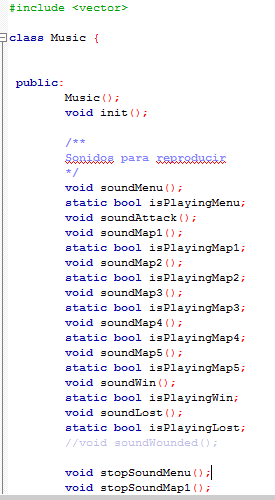 #include <vector>
class Music {
public:
Music();
void init();
/**
Sonidos para reproducir
*/
void soundMenu();
static bool isPlayingMenu;
void soundAttack();
void soundMap1();
static bool isPlayingMap1;
void soundMap2();
static bool isPlayingMap2;
void soundMap3();
static bool isPlayingMap3;
void soundMap4();
static bool isPlayingMap4;
void soundMap5();
static bool isPlayingMap5;
void soundWin();
static bool isPlayingWin;
void soundLost();
static bool isPlayingLost;
//void soundWounded();
void stopSoundMenu();
void stopSoundMap1();